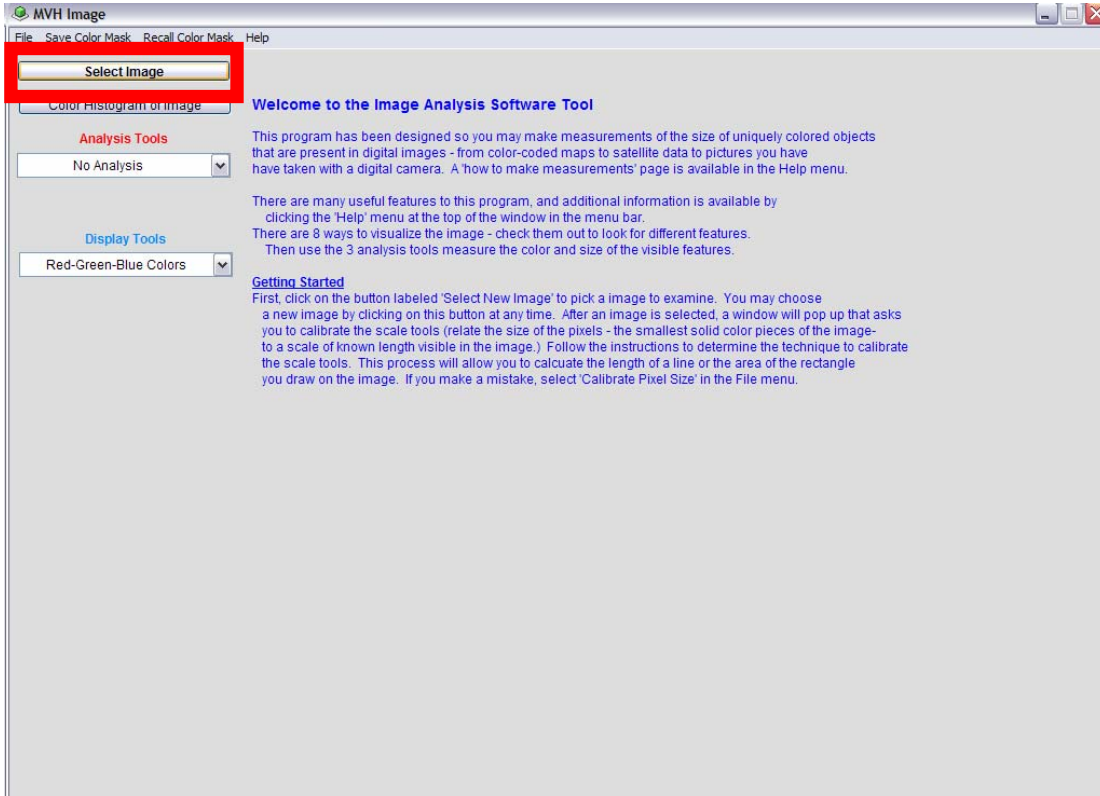 MVH Image
File Save Color Mask Recall Color Mask Help
Select Image
Color Histogram of Image
Analysis Tools
No Analysis
Display Tools
Red-Green-Blue Colors
Welcome to the Image Analysis Software Tool
This program has been designed so you may make measurements of the size of uniquely colored objects
that are present in digital images - from color-coded maps to satellite data to pictures you have
have taken with a digital camera. A 'how to make measurements' page is available in the Help menu.
There are many useful features to this program, and additional information is available by
clicking the 'Help' menu at the top of the window in the menu bar.
There are 8 ways to visualize the image - check them out to look for different features.
Then use the 3 analysis tools measure the color and size of the visible features.
Getting Started
First, click on the button labeled 'Select New Image' to pick a image to examine. You may choose
a new image by clicking on this button at any time. After an image is selected, a window will pop up that asks
you to calibrate the scale tools (relate the size of the pixels - the smallest solid color pieces of the image-
to a scale of known length visible in the image.) Follow the instructions to determine the technique to calibrate
the scale tools. This process will allow you to calcuate the length of a line or the area of the rectangle
you draw on the image. If you make a mistake, select 'Calibrate Pixel Size' in the File menu.